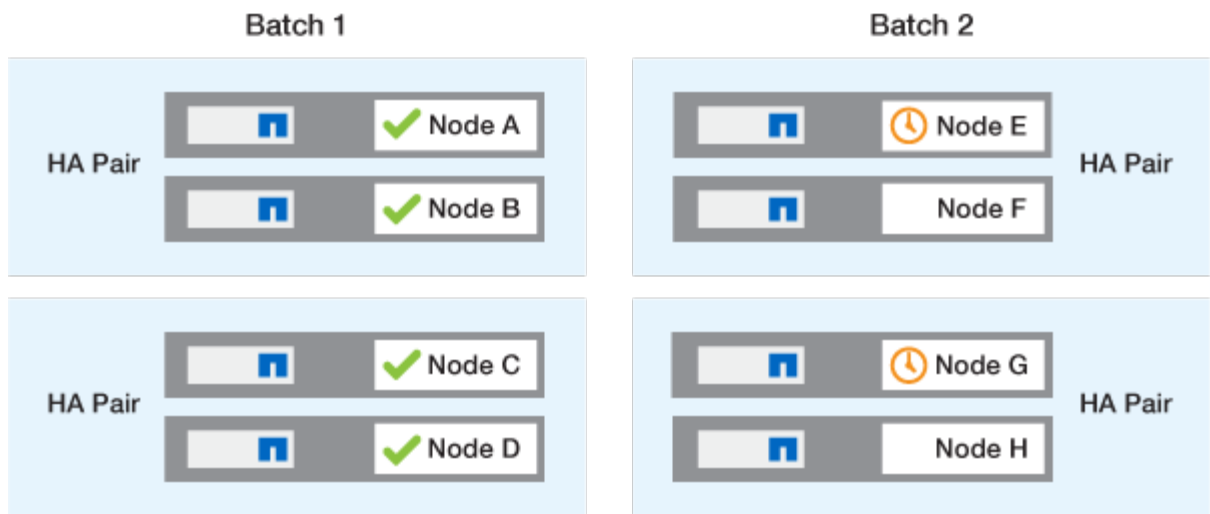 Batch 1
HA Pair
Node A
Node B
HA Pair
Node C
Node D
Batch 2
Node E
Node F
HA Pair
Node G
Node H
HA Pair